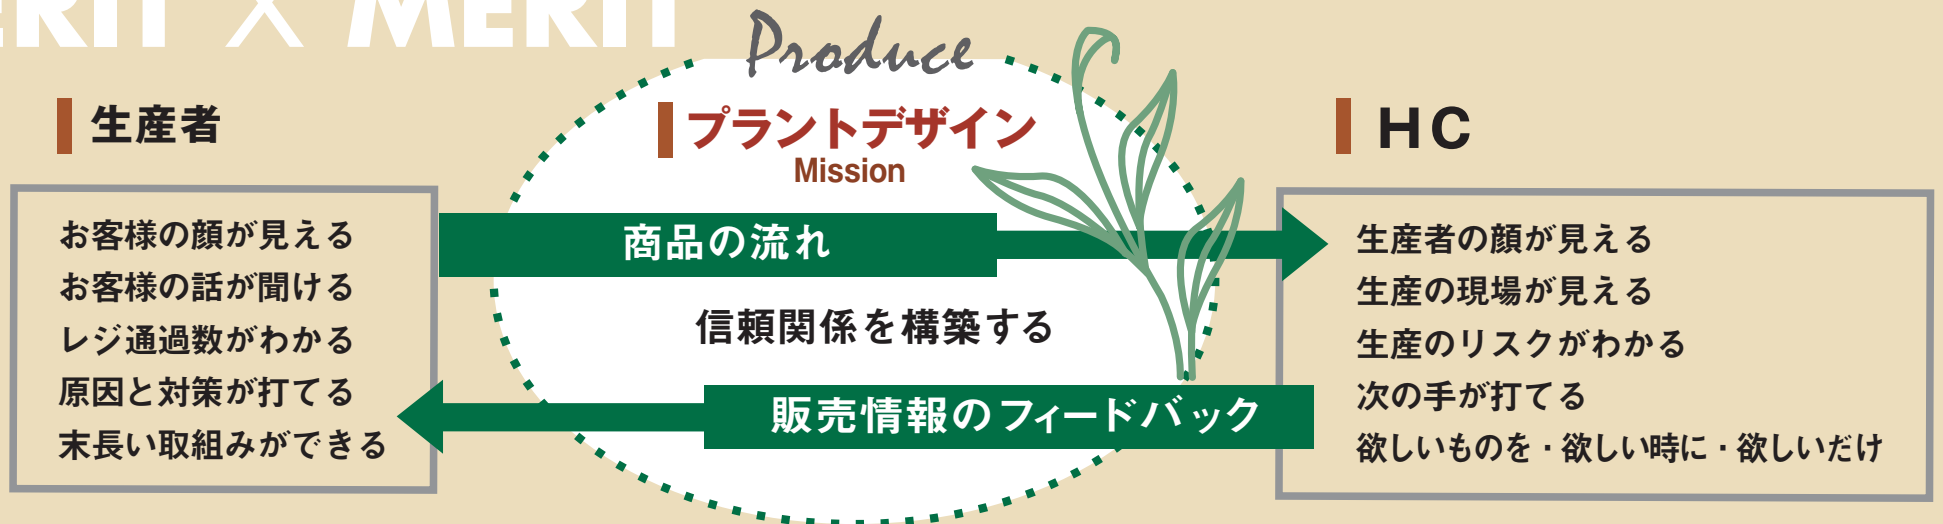 MERIT × MERIT
Produce
生産者
お客様の顔が見える
お客様の話が聞ける
レジ通過数がわかる
原因と対策が打てる
末長い取組みができる
プラントデザイン
Mission
商品の流れ
信頼関係を構築する
販売情報のフィードバック
HC
生産者の顔が見える
生産の現場が見える
生産のリスクがわかる
次の手が打てる
欲しいものを・欲しい時に・欲しいだけ